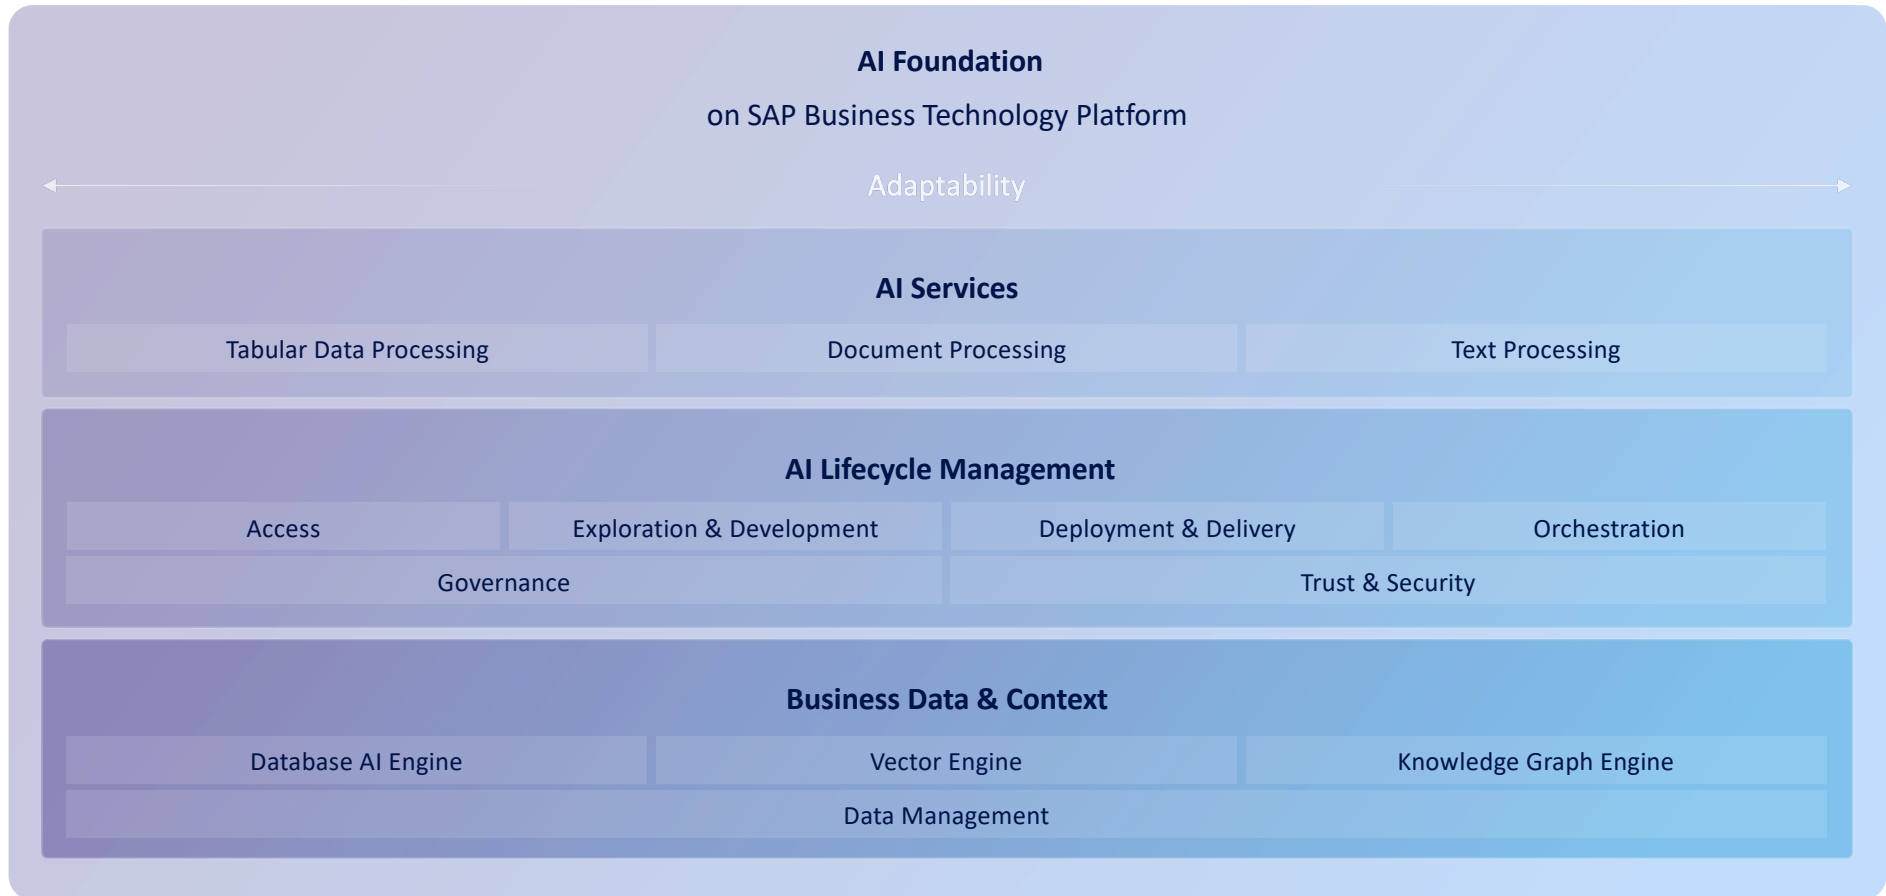 AI Foundation
on SAP Business Technology Platform
Adaptability
AI Services
Tabular Data Processing
Document Processing
Text Processing
AI Lifecycle Management
Access
Exploration & Development
Deployment & Delivery
Orchestration
Governance
Trust & Security
Business Data & Context
Database AI Engine
Vector Engine
Knowledge Graph Engine
Data Management